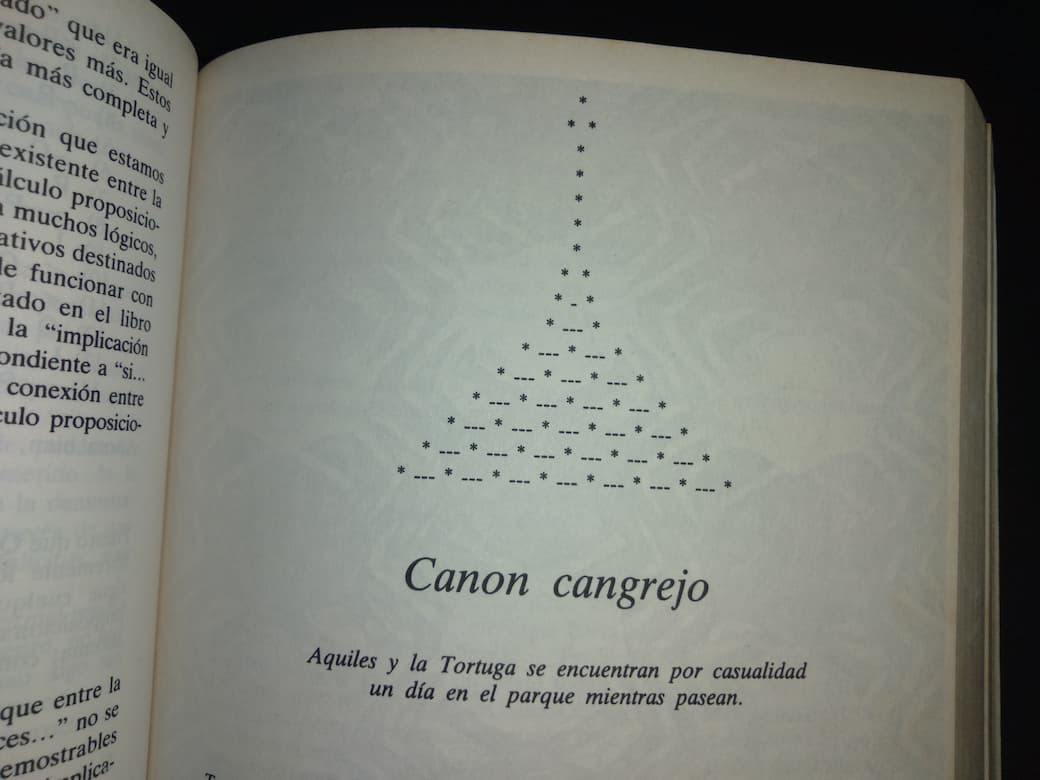 ado” que era igual
valores más. Estos
a más completa y
ción que estamos
existente entre la
álculo proposicio-
muchos lógicos,
ativos destinados
de funcionar con
ado en el libro
la “implicación
ondiente a “si...
conexión entre
culo proposicio-
que entre la
ces...” no se
emostrables
mplica-
*
* *
*
*
*
*
*
* *
* - *
* --- *
* --- * --- *
* --- * --- * --- *
* --- * --- * --- * --- *
* --- * --- * --- * --- * --- *
* --- * --- * --- * --- * --- * --- *
* --- * --- * --- * --- * --- * --- * --- *
Canon cangrejo
Aquiles y la Tortuga se encuentran por casualidad
un día en el parque mientras pasean.